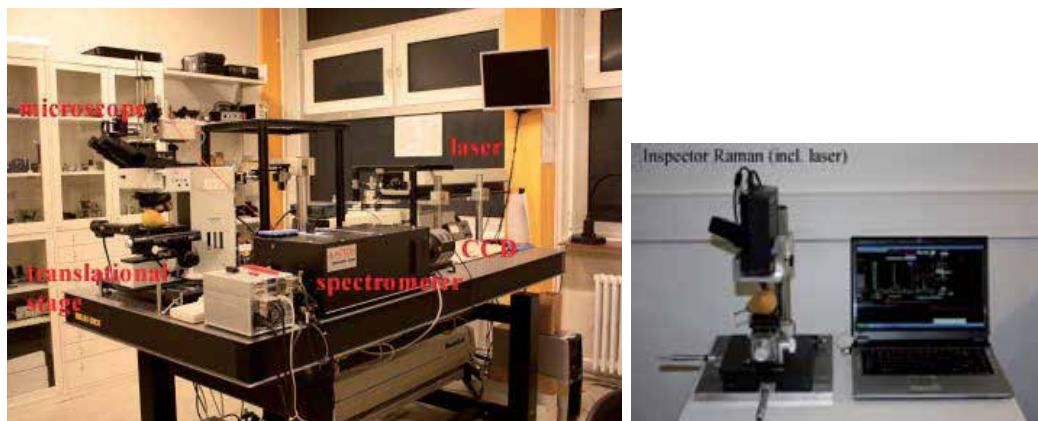 microscope
laser
CCD
translational
stage
spectrometer
Inspector Raman (incl. laser)